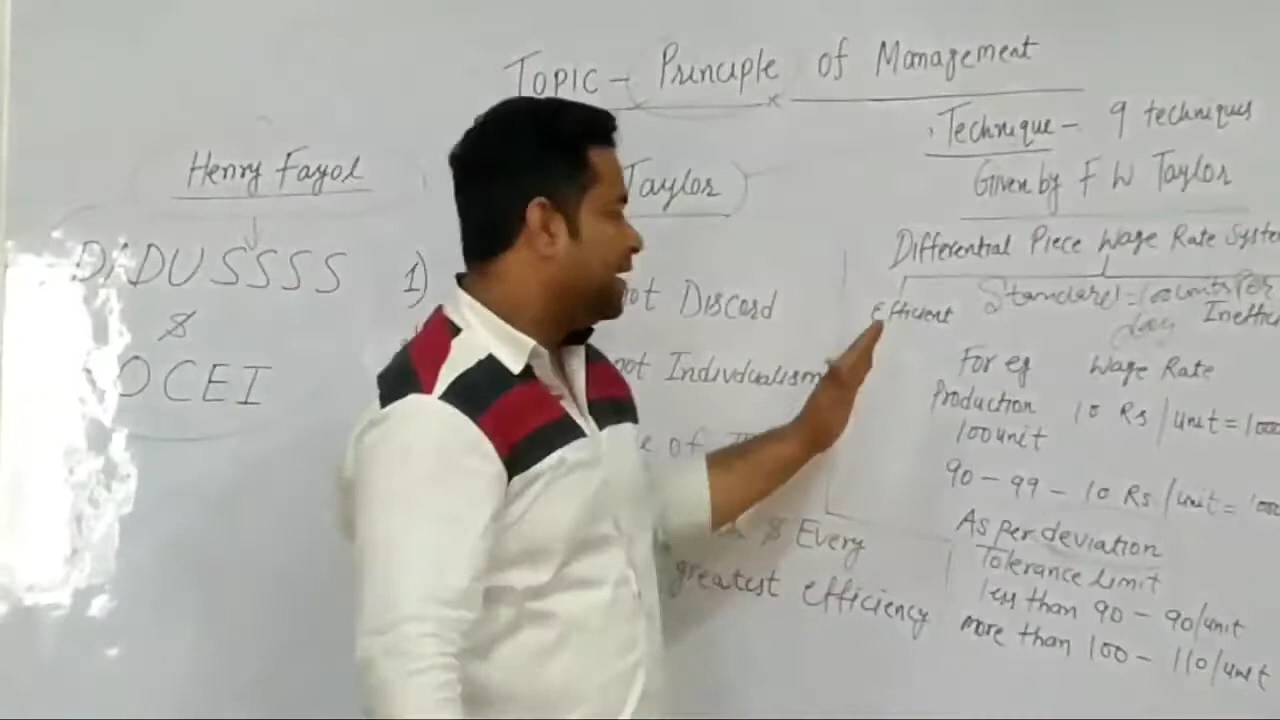 TOPIC - Principle of Management
Henry Fayol
DADUSSSS
&
OCEI
Taylor)
1)
not Discord
not Individualism
e of
& Every
greatest efficiency
Technique - 9 techniques
Given by F W Taylor
Differential Piece Wage Rate System
Efficient
Standard = 100 units per
day
Ineffici
For eg Wage Rate
Production 10 Rs / unit = 1000
100 unit
90 - 99 - 10 Rs / unit = 1000
As per deviation
Tolerance limit
less than 90 - 90/unit
more than 100 - 110/unit